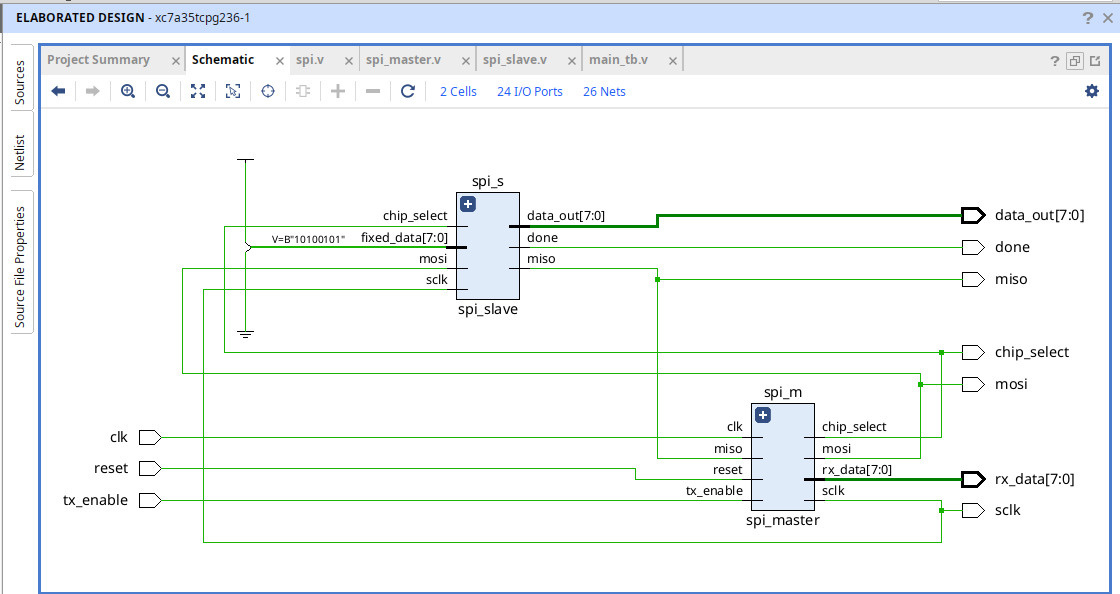 ELABORATED DESIGN - xc7a35tcpg236-1
?
Sources
Netlist
Source File Properties
Project Summary
Schematic
spi.v
spi_master.v
spi_slave.v
main_tb.v
?
2 Cells
24 I/O Ports
26 Nets
spi_s
chip_select
V=B"10100101"
fixed_data[7:0]
mosi
sclk
data_out[7:0]
done
miso
spi_slave
data_out[7:0]
done
miso
chip_select
mosi
spi_m
clk
miso
reset
tx_enable
chip_select
mosi
rx_data[7:0]
sclk
spi_master
clk
reset
tx_enable
rx_data[7:0]
sclk